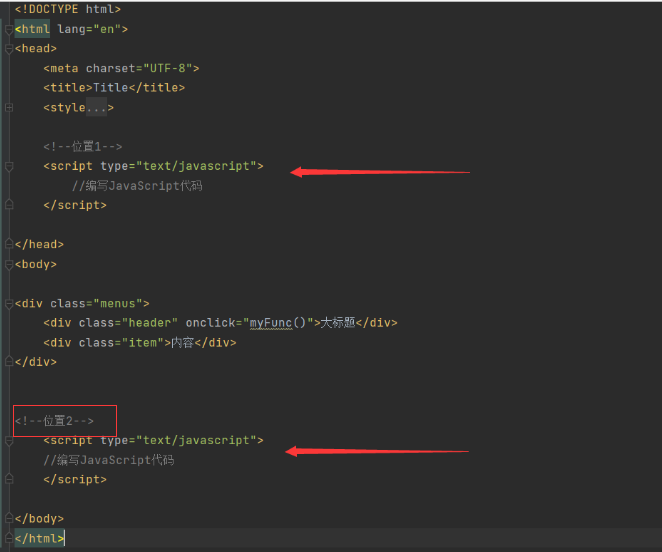 <!DOCTYPE html>
<html lang="en">
<head>
<meta charset="UTF-8">
<title>Title</title>
<style...>
<!--位置1-->
<script type="text/javascript">
//编写JavaScript代码
</script>
</head>
<body>
<div class="menus">
<div class="header" onclick="myFunc()">大标题</div>
<div class="item">内容</div>
</div>
<!--位置2-->
<script type="text/javascript">
//编写JavaScript代码
</script>
</body>
</html>